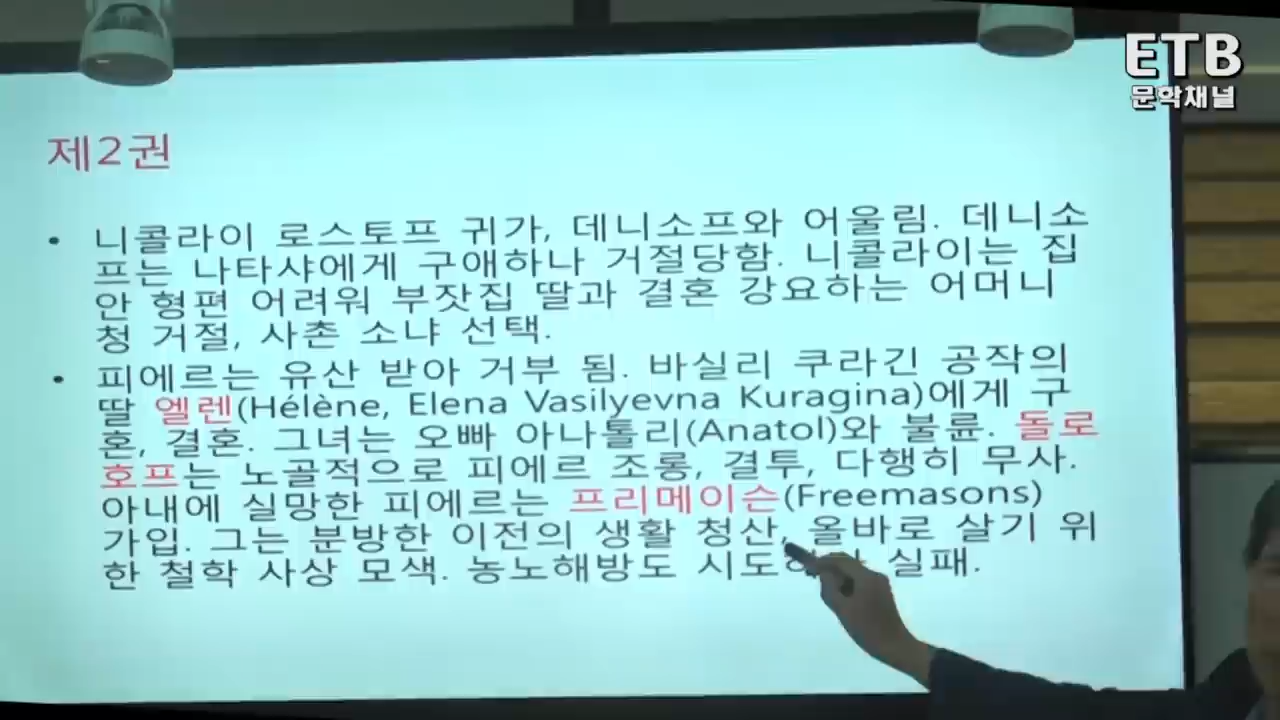 ETB
문학채널
제2권
• 니콜라이 로스토프 귀가, 데니소프와 어울림. 데니소
프는 나타샤에게 구애하나 거절당함. 니콜라이는 집
안 형편 어려워 부잣집 딸과 결혼 강요하는 어머니
청 거절, 사촌 소냐 선택.
• 피에르는 유산 받아 거부 됨. 바실리 쿠라긴 공작의
딸 엘렌(Hélène, Elena Vasilyevna Kuragina)에게 구
혼, 결혼. 그녀는 오빠 아나톨리(Anatol)와 불륜. 돌로
호프는 노골적으로 피에르 조롱, 결투, 다행히 무사.
아내에 실망한 피에르는 프리메이슨(Freemasons)
가입. 그는 분방한 이전의 생활 청산, 올바로 살기 위
한 철학 사상 모색. 농노해방도 실패.